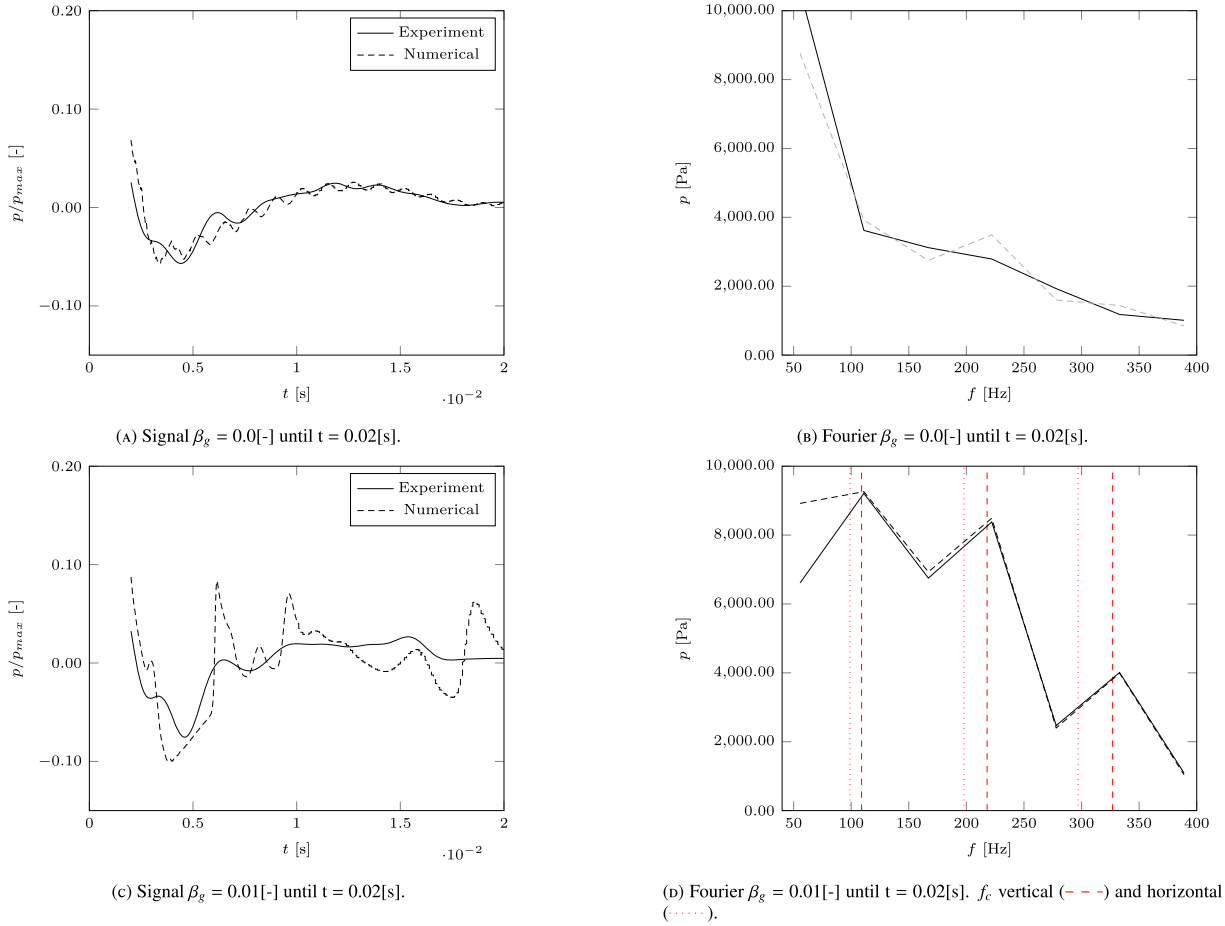 0.20
0.10
0.00
−0.10
p/p_max [-]
Experiment
Numerical
0 0.5 1 1.5 2
t [s]
·10⁻²
(A) Signal β_g = 0.0[-] until t = 0.02[s].
10,000.00
8,000.00
6,000.00
4,000.00
2,000.00
0.00
p [Pa]
50 100 150 200 250 300 350 400
f [Hz]
(B) Fourier β_g = 0.0[-] until t = 0.02[s].
0.20
0.10
0.00
−0.10
p/p_max [-]
Experiment
Numerical
0 0.5 1 1.5 2
t [s]
·10⁻²
(C) Signal β_g = 0.01[-] until t = 0.02[s].
10,000.00
8,000.00
6,000.00
4,000.00
2,000.00
0.00
p [Pa]
50 100 150 200 250 300 350 400
f [Hz]
(D) Fourier β_g = 0.01[-] until t = 0.02[s]. f_c vertical (– – –) and horizontal
(······).